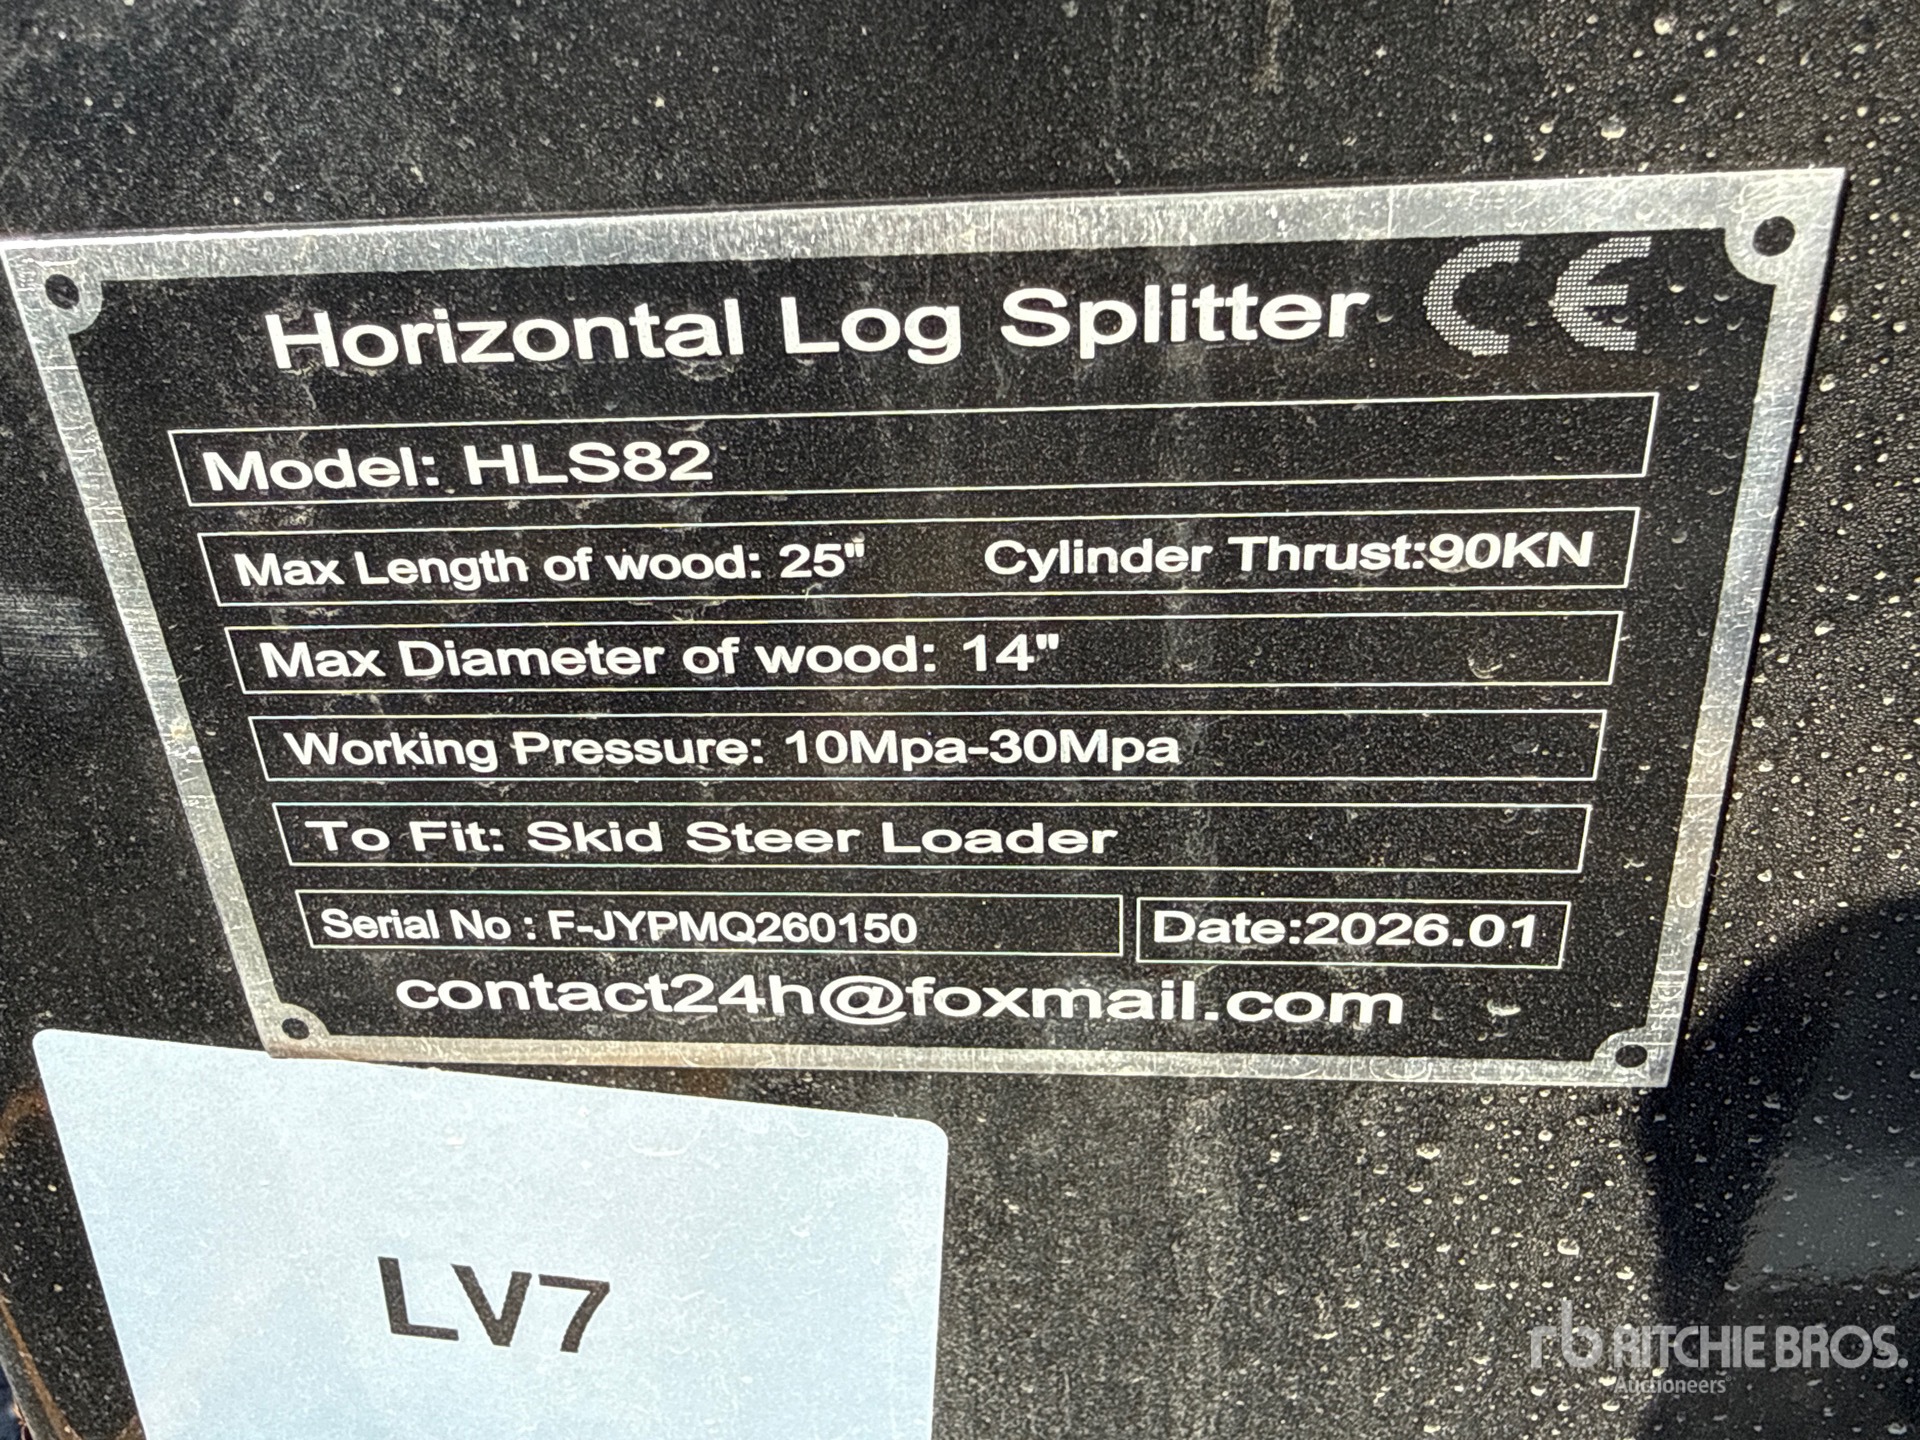 Horizontal Log Splitter CE
Model: HLS82
Max Length of wood: 25" Cylinder Thrust:90KN
Max Diameter of wood: 14"
Working Pressure: 10Mpa-30Mpa
To Fit: Skid Steer Loader
Serial No : F-JYPMQ260150 Date:2026.01
contact24h@foxmail.com
LV7
rb RITCHIE BROS.
Auctioneers